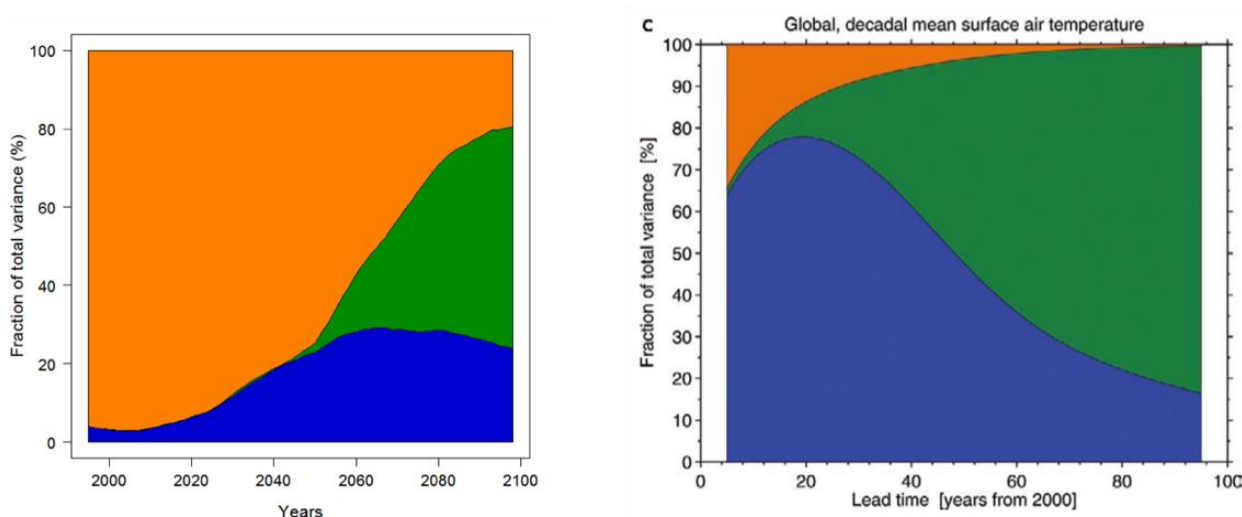 100
80
60
40
20
0
Fraction of total variance (%)
2000 2020 2040 2060 2080 2100
Years
C Global, decadal mean surface air temperature
100
90
80
70
60
50
40
30
20
10
0
Fraction of total variance [%]
0 20 40 60 80 100
Lead time [years from 2000]